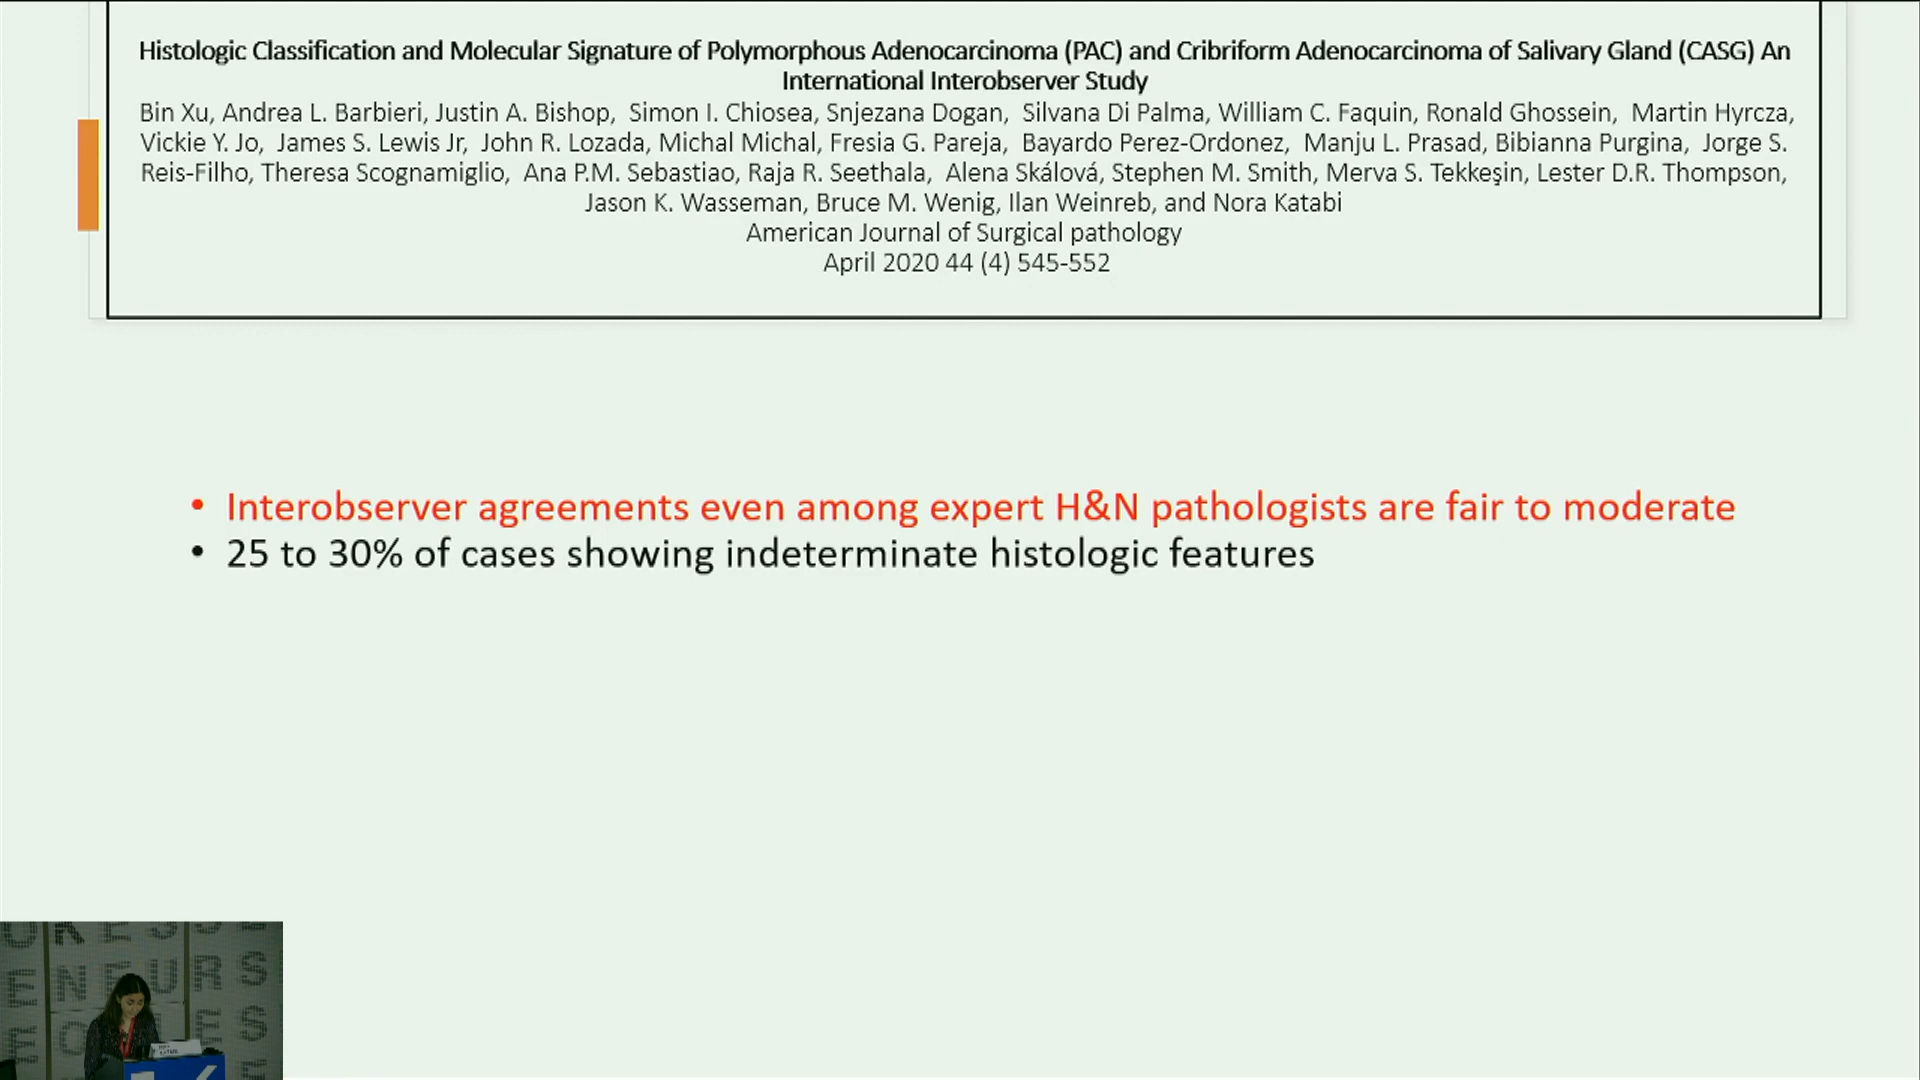 Histologic Classification and Molecular Signature of Polymorphous Adenocarcinoma (PAC) and Cribriform Adenocarcinoma of Salivary Gland (CASG) An
International Interobserver Study
Bin Xu, Andrea L. Barbieri, Justin A. Bishop, Simon I. Chiosea, Snjezana Dogan, Silvana Di Palma, William C. Faquin, Ronald Ghossein, Martin Hyrcza,
Vickie Y. Jo, James S. Lewis Jr, John R. Lozada, Michal Michal, Fresia G. Pareja, Bayardo Perez-Ordonez, Manju L. Prasad, Bibianna Purgina, Jorge S.
Reis-Filho, Theresa Scognamiglio, Ana P.M. Sebastiao, Raja R. Seethala, Alena Skálová, Stephen M. Smith, Merva S. Tekkeşin, Lester D.R. Thompson,
Jason K. Wasseman, Bruce M. Wenig, Ilan Weinreb, and Nora Katabi
American Journal of Surgical pathology
April 2020 44 (4) 545-552
• Interobserver agreements even among expert H&N pathologists are fair to moderate
• 25 to 30% of cases showing indeterminate histologic features